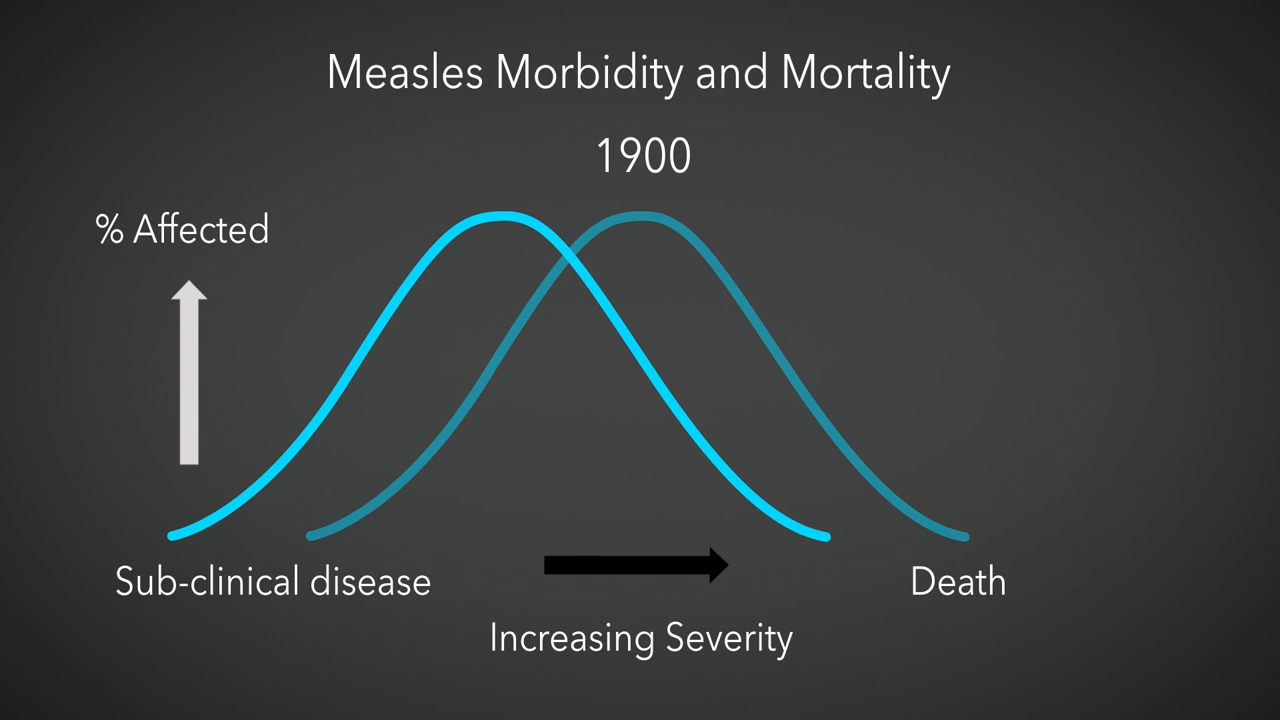 Measles Morbidity and Mortality
1900
% Affected
Sub-clinical disease
Death
Increasing Severity